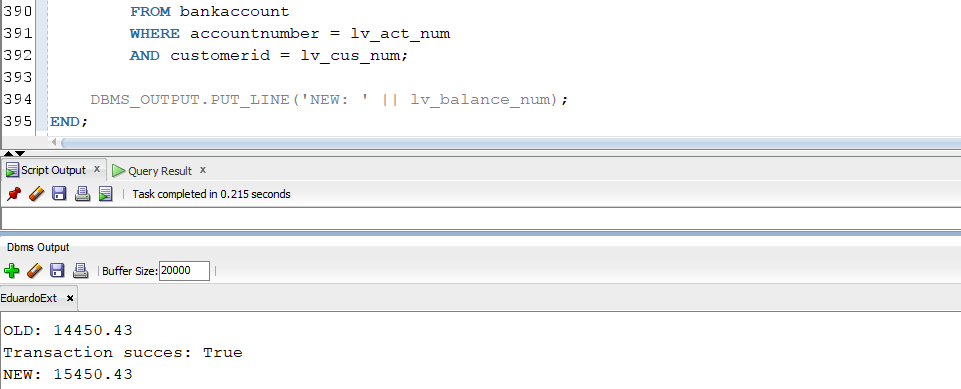 390 FROM bankaccount
391 WHERE accountnumber = lv_act_num
392 AND customerid = lv_cus_num;
393
394 DBMS_OUTPUT.PUT_LINE('NEW: ' || lv_balance_num);
395 END;
Script Output x Query Result x
Task completed in 0.215 seconds
Dbms Output
Buffer Size: 20000
EduardoExt x
OLD: 14450.43
Transaction succes: True
NEW: 15450.43